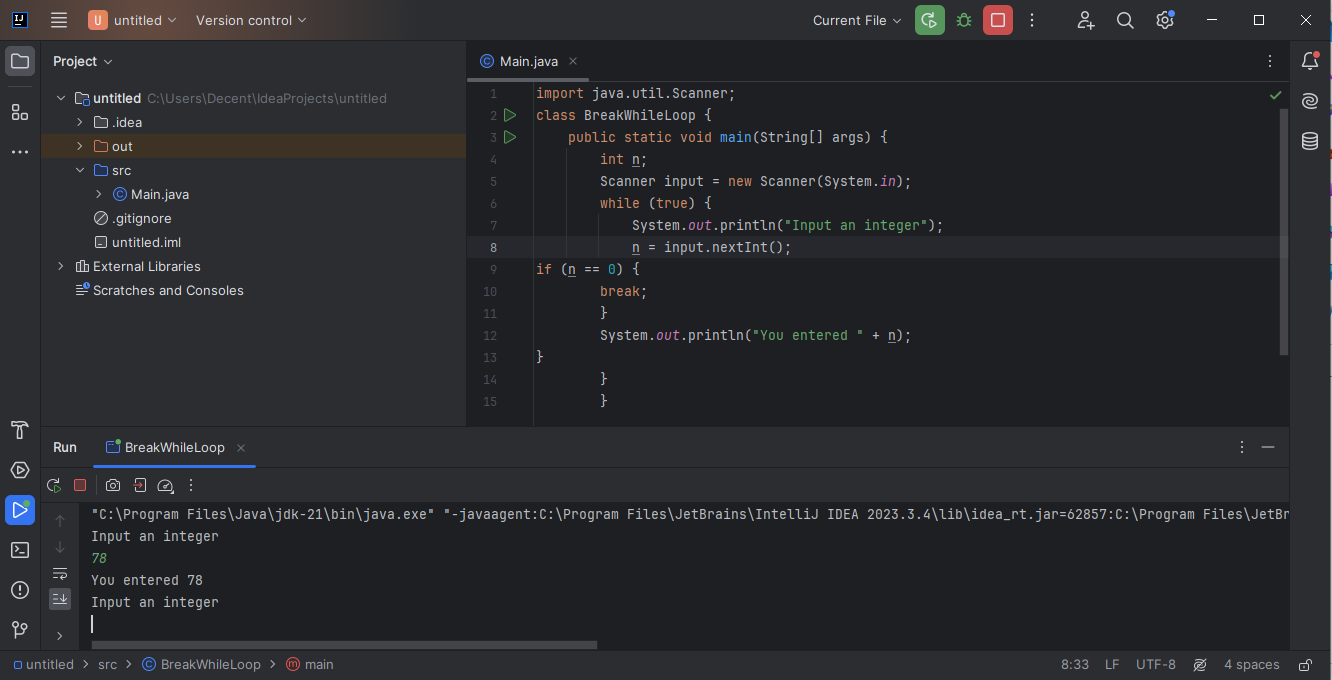 U untitled Version control Current File
Project
Main.java
untitled C:\Users\Decent\IdeaProjects\untitled
.idea
out
src
Main.java
.gitignore
untitled.iml
External Libraries
Scratches and Consoles
1 import java.util.Scanner;
2 class BreakWhileLoop {
3 public static void main(String[] args) {
4 int n;
5 Scanner input = new Scanner(System.in);
6 while (true) {
7 System.out.println("Input an integer");
8 n = input.nextInt();
9 if (n == 0) {
10 break;
11 }
12 System.out.println("You entered " + n);
13 }
14 }
15 }
Run BreakWhileLoop
"C:\Program Files\Java\jdk-21\bin\java.exe" "-javaagent:C:\Program Files\JetBrains\IntelliJ IDEA 2023.3.4\lib\idea_rt.jar=62857:C:\Program Files\JetBr
Input an integer
78
You entered 78
Input an integer
untitled > src > BreakWhileLoop > main 8:33 LF UTF-8 4 spaces